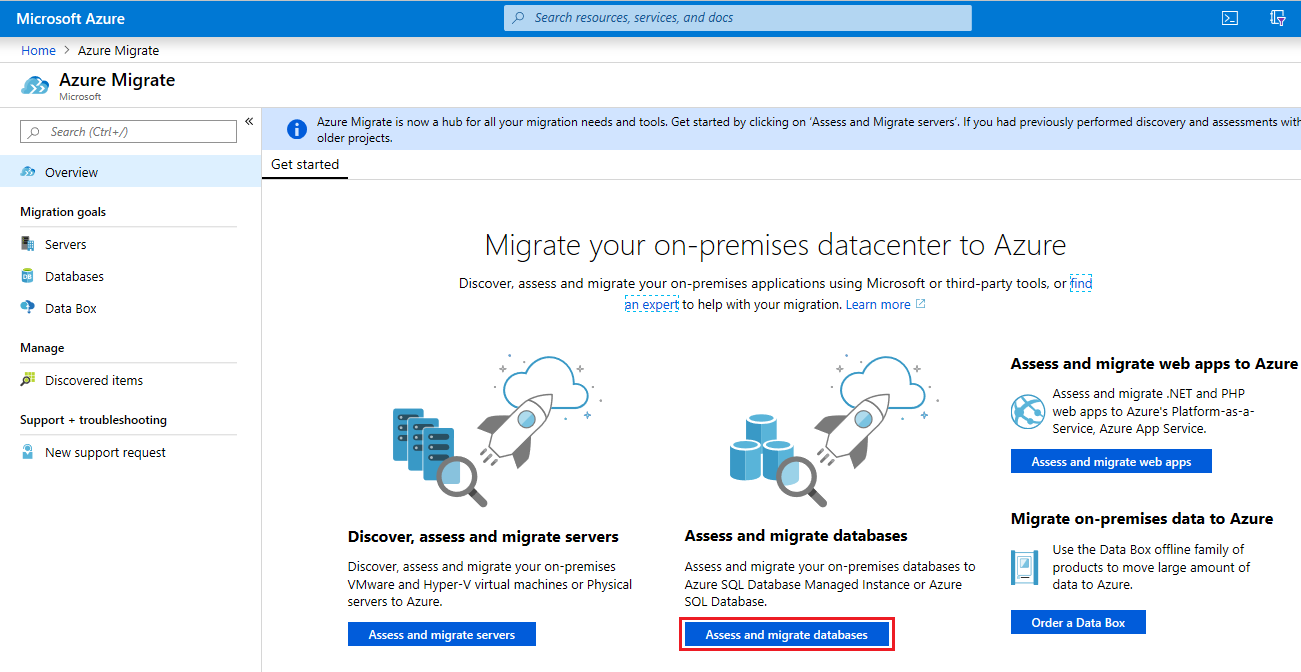 Microsoft Azure
Search resources, services, and docs
Home > Azure Migrate
Azure Migrate
Microsoft
Search (Ctrl+/)
«
Overview
Migration goals
Servers
Databases
Data Box
Manage
Discovered items
Support + troubleshooting
New support request
Azure Migrate is now a hub for all your migration needs and tools. Get started by clicking on ‘Assess and Migrate servers’. If you had previously performed discovery and assessments with
older projects.
Get started
Migrate your on-premises datacenter to Azure
Discover, assess and migrate your on-premises applications using Microsoft or third-party tools, or find
an expert to help with your migration. Learn more
Discover, assess and migrate servers
Discover, assess and migrate your on-premises
VMware and Hyper-V virtual machines or Physical
servers to Azure.
Assess and migrate servers
DB
Assess and migrate databases
Assess and migrate your on-premises databases to
Azure SQL Database Managed Instance or Azure
SQL Database.
Assess and migrate databases
Assess and migrate web apps to Azure
Assess and migrate .NET and PHP
web apps to Azure's Platform-as-a-
Service, Azure App Service.
Assess and migrate web apps
Migrate on-premises data to Azure
Use the Data Box offline family of
products to move large amount of
data to Azure.
Order a Data Box